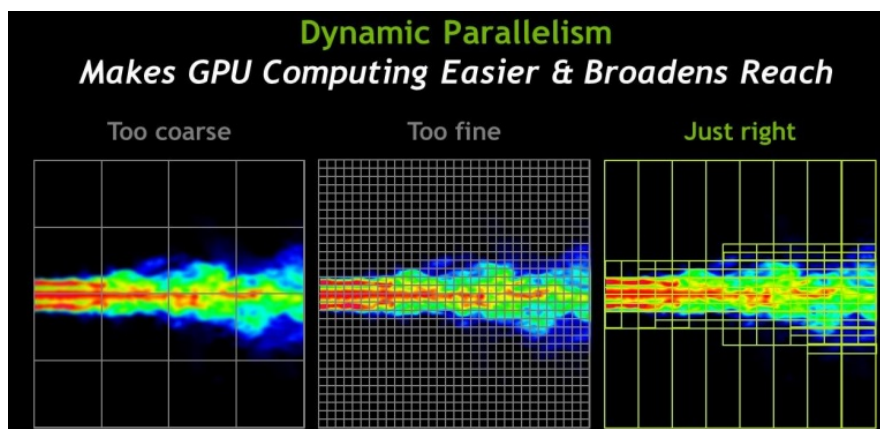 Dynamic Parallelism
Makes GPU Computing Easier & Broadens Reach
Too coarse
Too fine
Just right